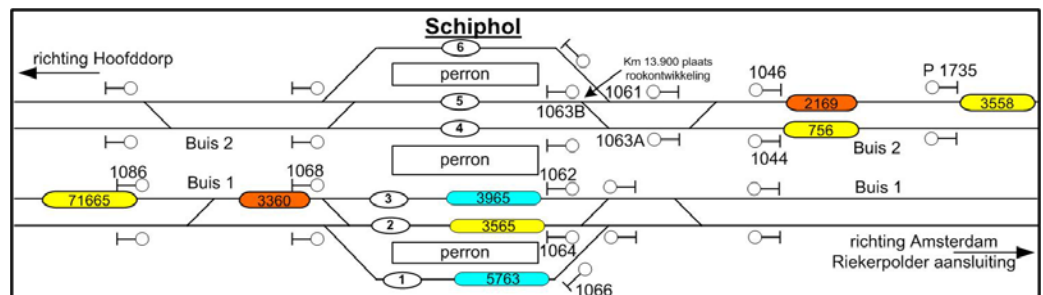 Schiphol
richting Hoofddorp
6
perron
Km 13.900 plaats
rookontwikkeling
1061
1046
P 1735
5
1063B
2169
3558
4
1063A
756
Buis 2
perron
1044
Buis 2
1086
Buis 1
1068
1062
Buis 1
71665
3360
3
3965
2
3565
perron
1064
richting Amsterdam
Riekerpolder aansluiting
1
5763
1066